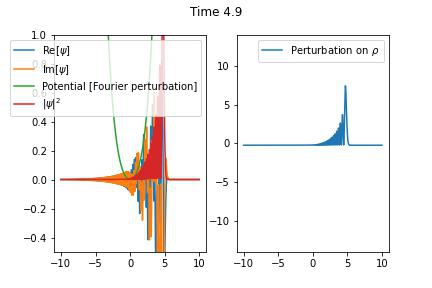 Time 4.9
Re[ψ]
Im[ψ]
Potential [Fourier perturbation]
|ψ|²
1.0
0.8
0.6
0.4
0.2
0.0
−0.2
−0.4
−10 −5 0 5 10
Perturbation on ρ
10
5
0
−5
−10
−10 −5 0 5 10